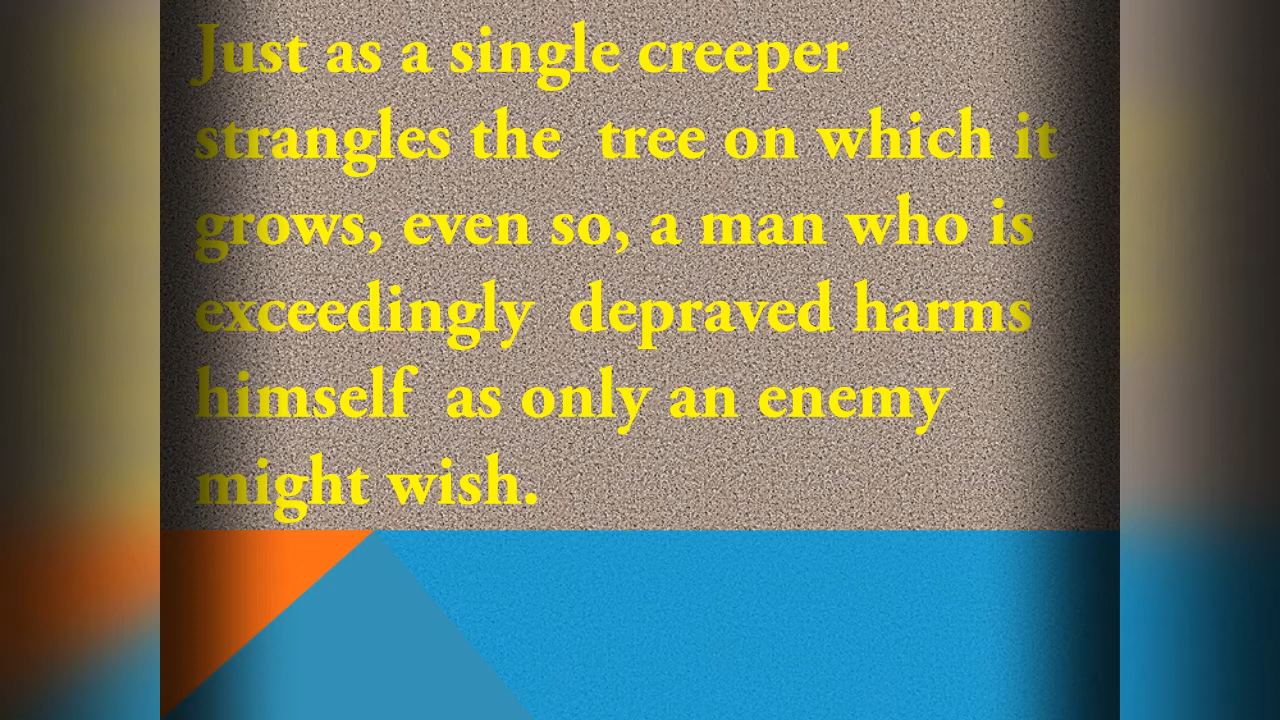 Just as a single creeper
strangles the  tree on which it
grows, even so, a man who is
exceedingly  depraved harms
himself  as only an enemy
might wish.